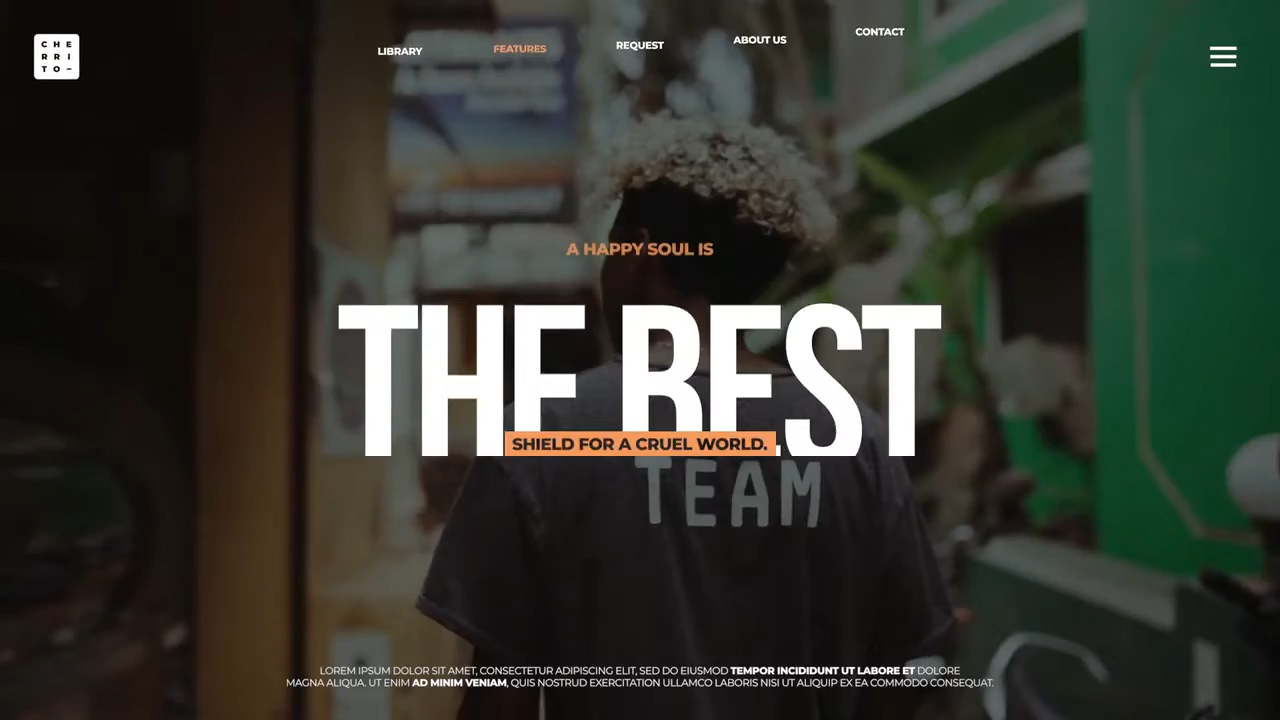 CHE
RRI
TO-
LIBRARY
FEATURES
REQUEST
ABOUT US
CONTACT
A HAPPY SOUL IS
THE BEST
SHIELD FOR A CRUEL WORLD.
TEAM
LOREM IPSUM DOLOR SIT AMET, CONSECTETUR ADIPISCING ELIT, SED DO EIUSMOD TEMPOR INCIDIDUNT UT LABORE ET DOLORE
MAGNA ALIQUA. UT ENIM AD MINIM VENIAM, QUIS NOSTRUD EXERCITATION ULLAMCO LABORIS NISI UT ALIQUIP EX EA COMMODO CONSEQUAT.